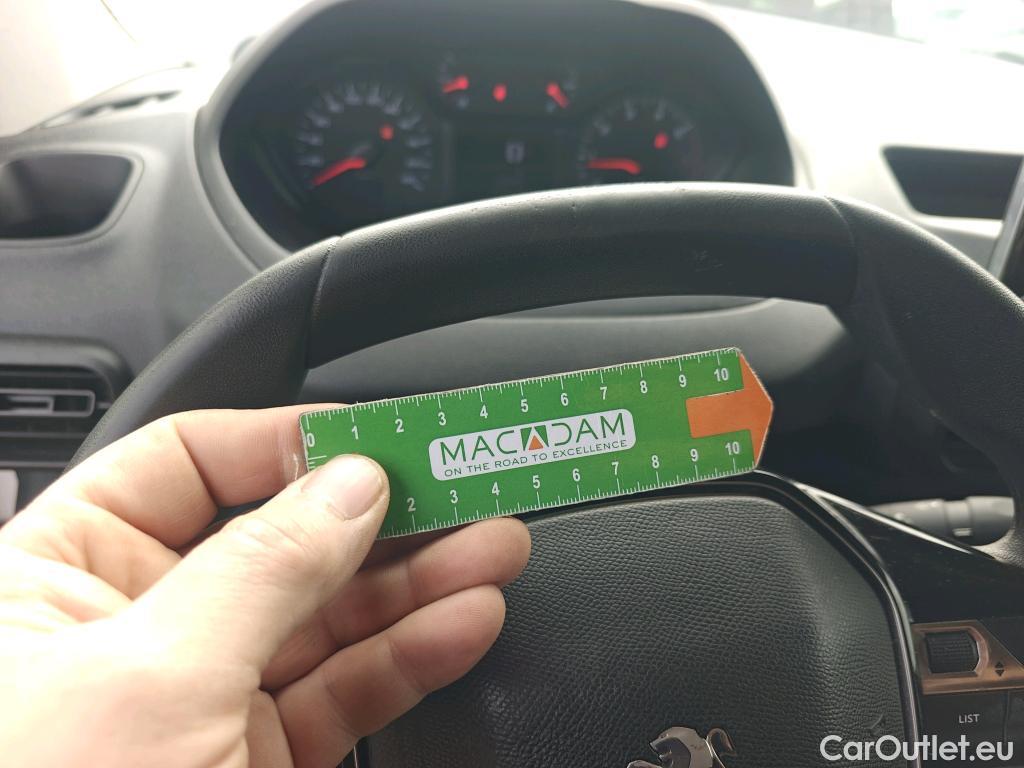 0 1 2 3 4 5 6 7 8 9 10
MACADAM
ON THE ROAD TO EXCELLENCE
2 3 4 5 6 7 8 9 10
LIST
CarOutlet.eu